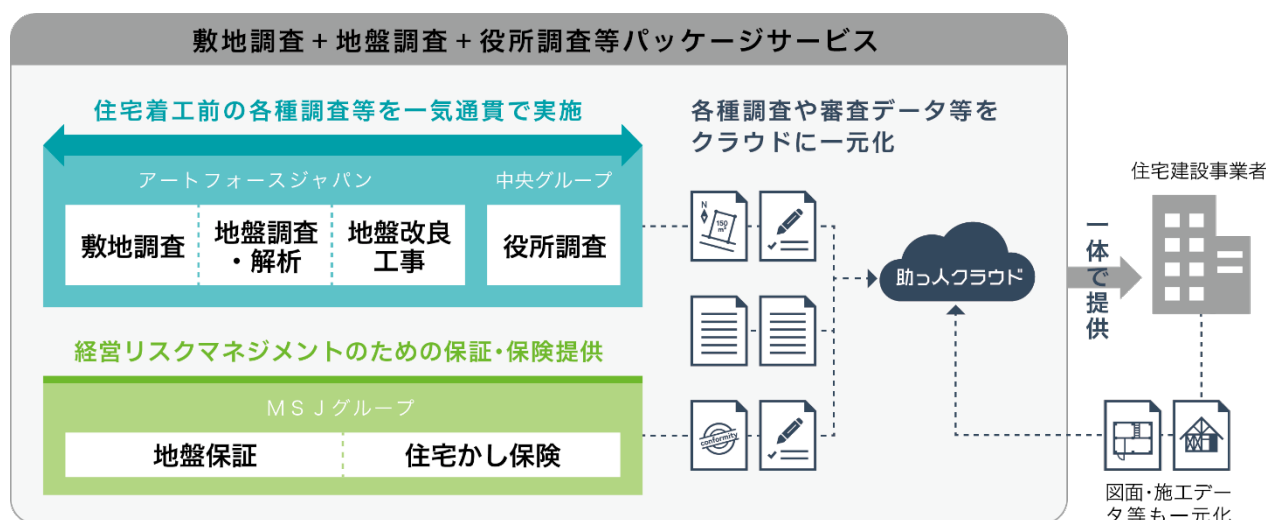 敷地調査+地盤調査+役所調査等パッケージサービス
住宅着工前の各種調査等を一気通貫で実施
アートフォースジャパン
中央グループ
敷地調査
地盤調査
・解析
地盤改良
工事
役所調査
経営リスクマネジメントのための保証・保険提供
MSJグループ
地盤保証
住宅かし保険
各種調査や審査データ等を
クラウドに一元化
N
150
m²
conformity
助っ人クラウド
一体で提供
住宅建設事業者
図面・施工デー
タ等も一元化